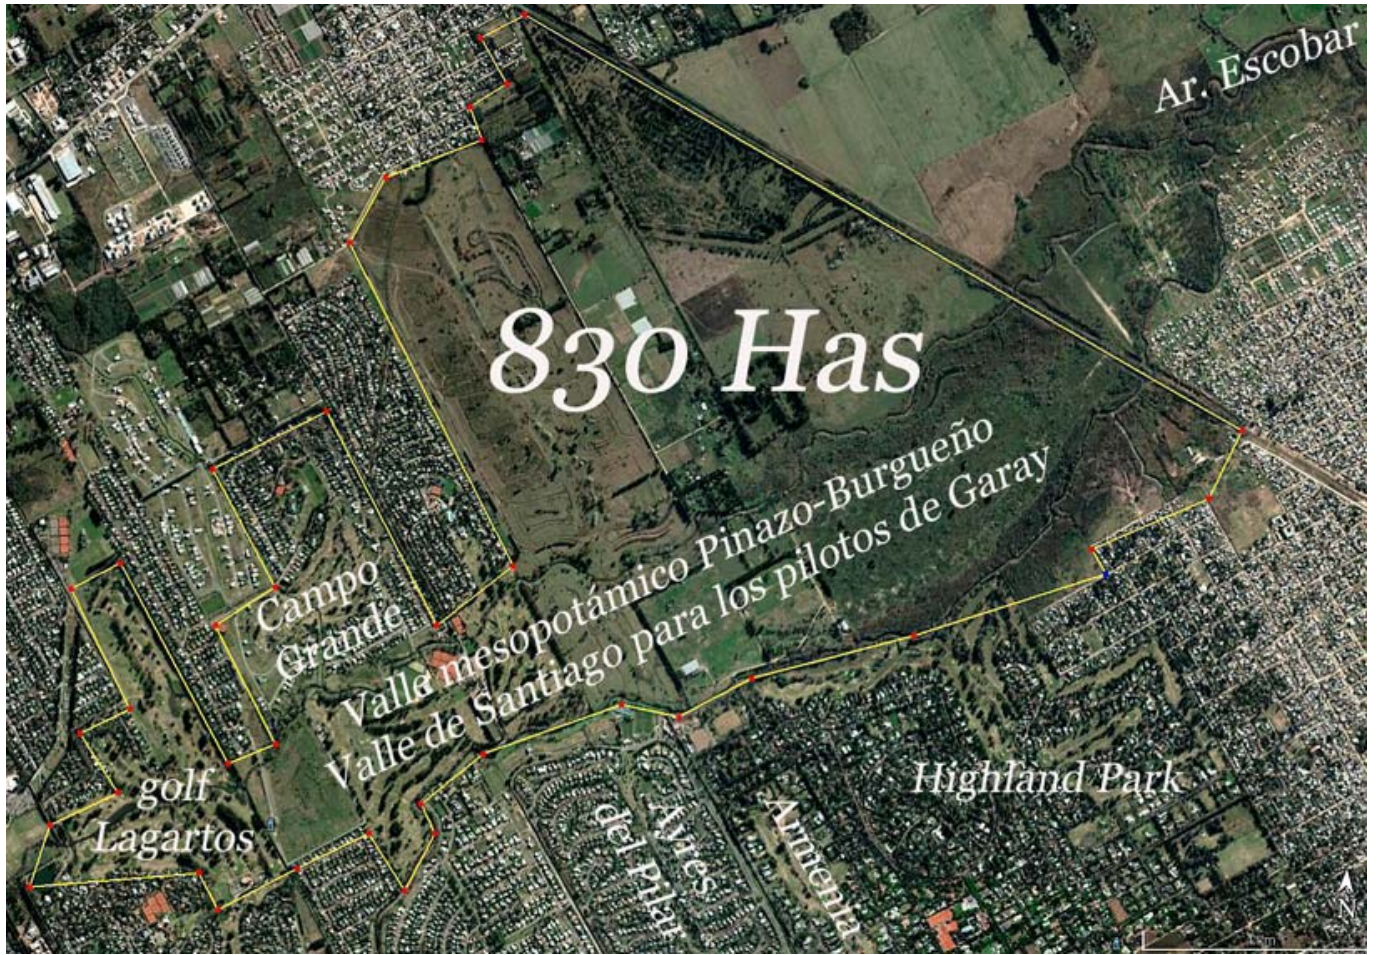 Ar. Escobar
830 Has
Valle mesopotámico Pinazo-Burgueño
Valle de Santiago para los pilotos de Garay
Campo
Grande
golf
Lagartos
Highland Park
Ayres
del Pilar
Armenia
N